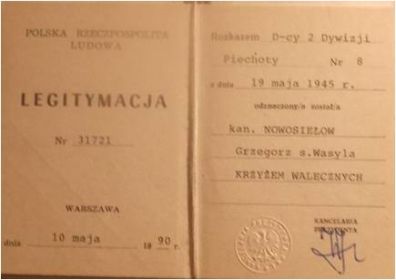 POLSKA RZECZPOSPOLITA
LUDOWA
LEGITYMACJA
Nr 31721
WARSZAWA
dnia 10 maja 1990 r.
Rozkazem D-cy 2 Dywizji
Piechoty Nr 8
z dnia 19 maja 1945 r.
odznaczony/a został/a
kan. NOWOSIEŁOW
Grzegorz s.Wasyla
KRZYŻEM WALECZNYCH
KANCELARIA
PREZYDENTA